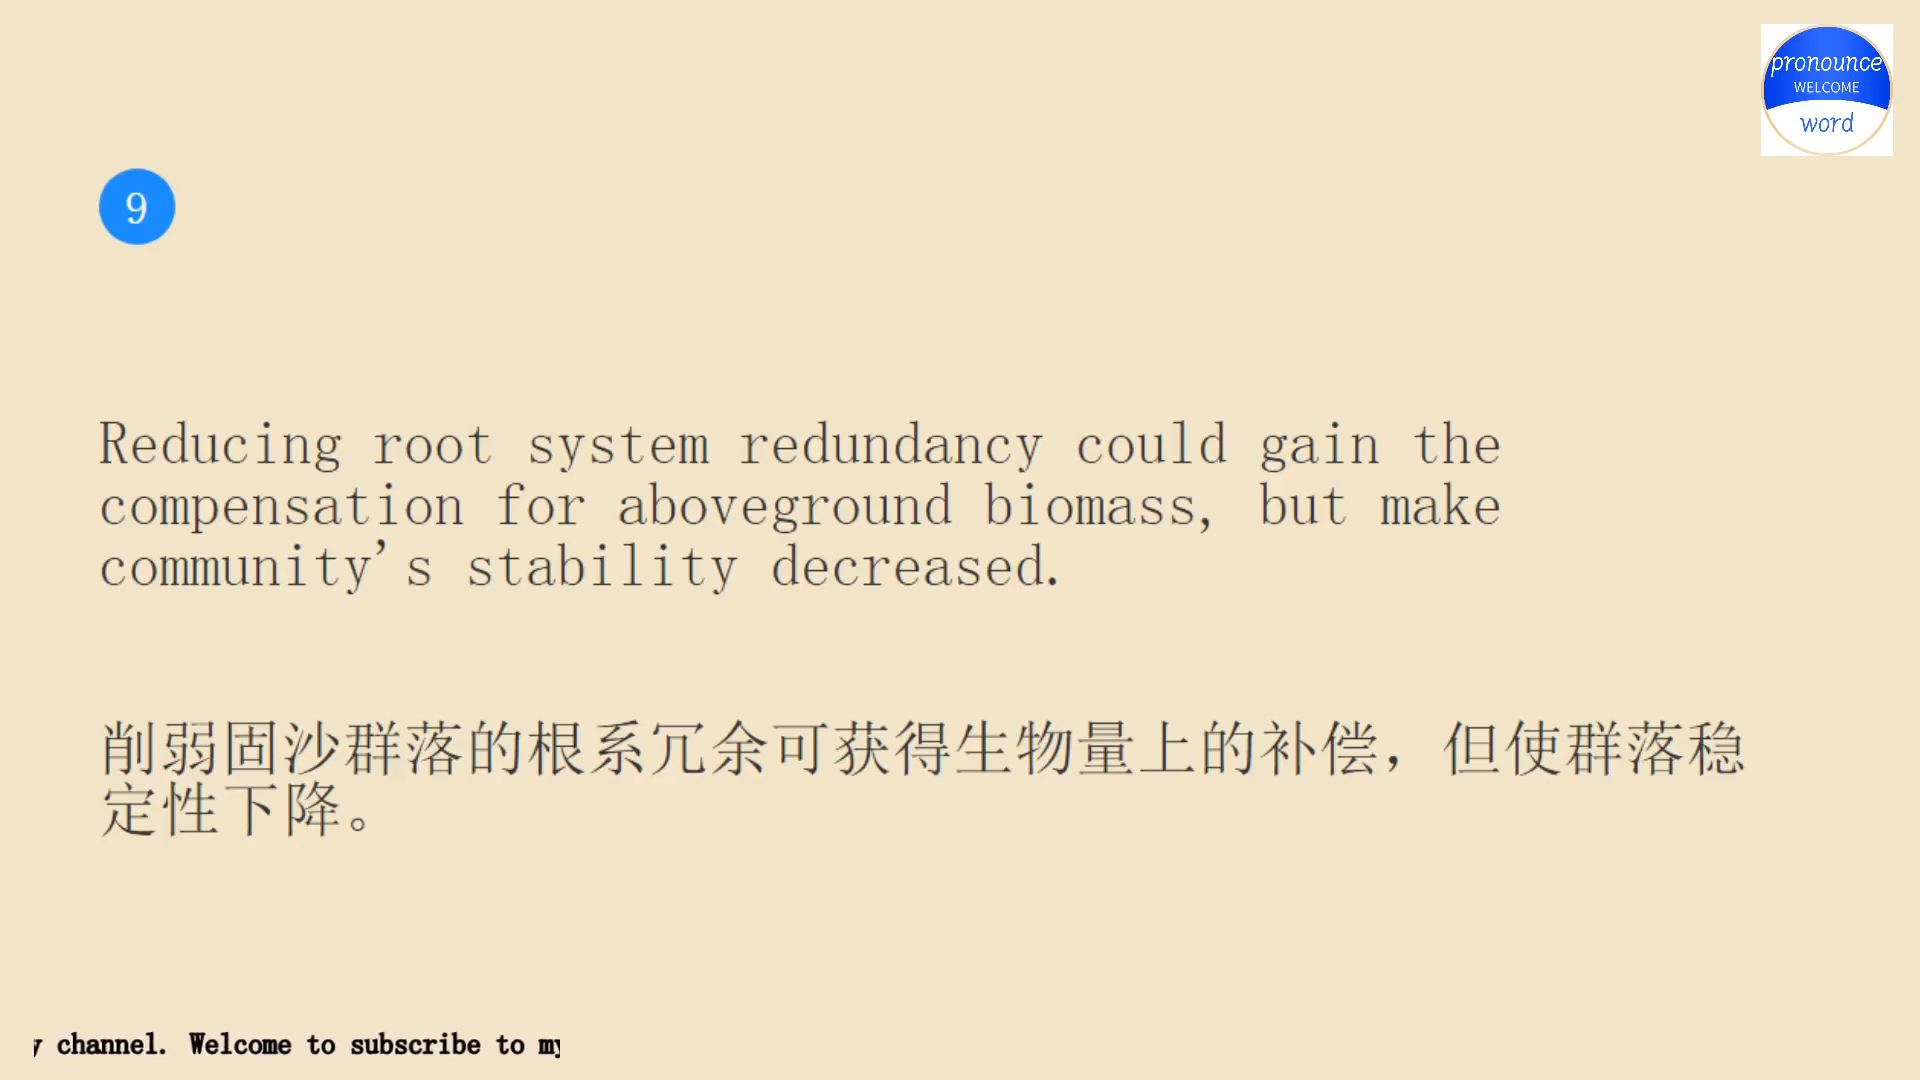 pronounce
WELCOME
word
9
Reducing root system redundancy could gain the
compensation for aboveground biomass, but make
community's stability decreased.
削弱固沙群落的根系冗余可获得生物量上的补偿，但使群落稳
定性下降。
channel. Welcome to subscribe to my